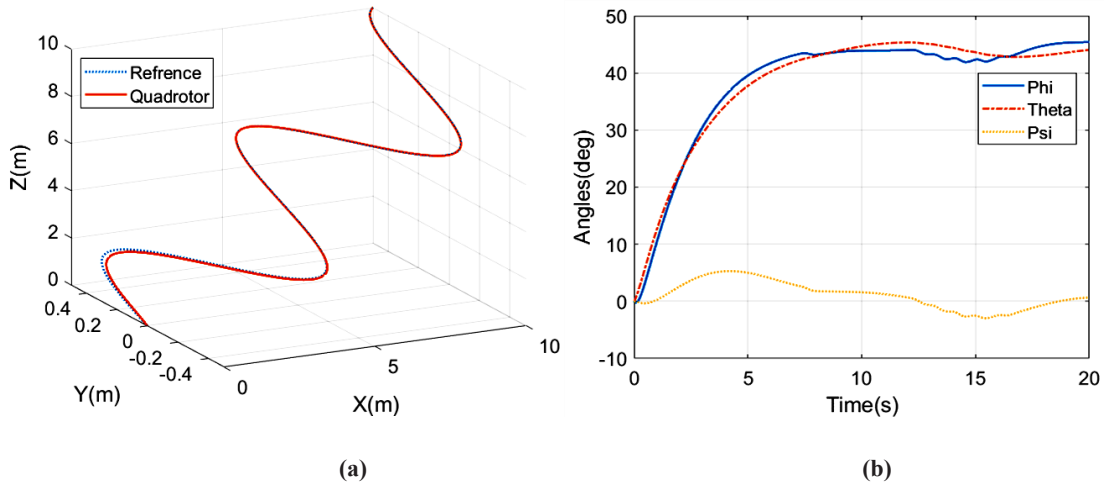 10
8
6
4
2
0
Z(m)
Refrence
Quadrotor
0.4
0.2
0
-0.2
-0.4
Y(m)
0
5
10
X(m)
(a)
50
40
30
20
10
0
-10
Angles(deg)
Phi
Theta
Psi
0
5
10
15
20
Time(s)
(b)